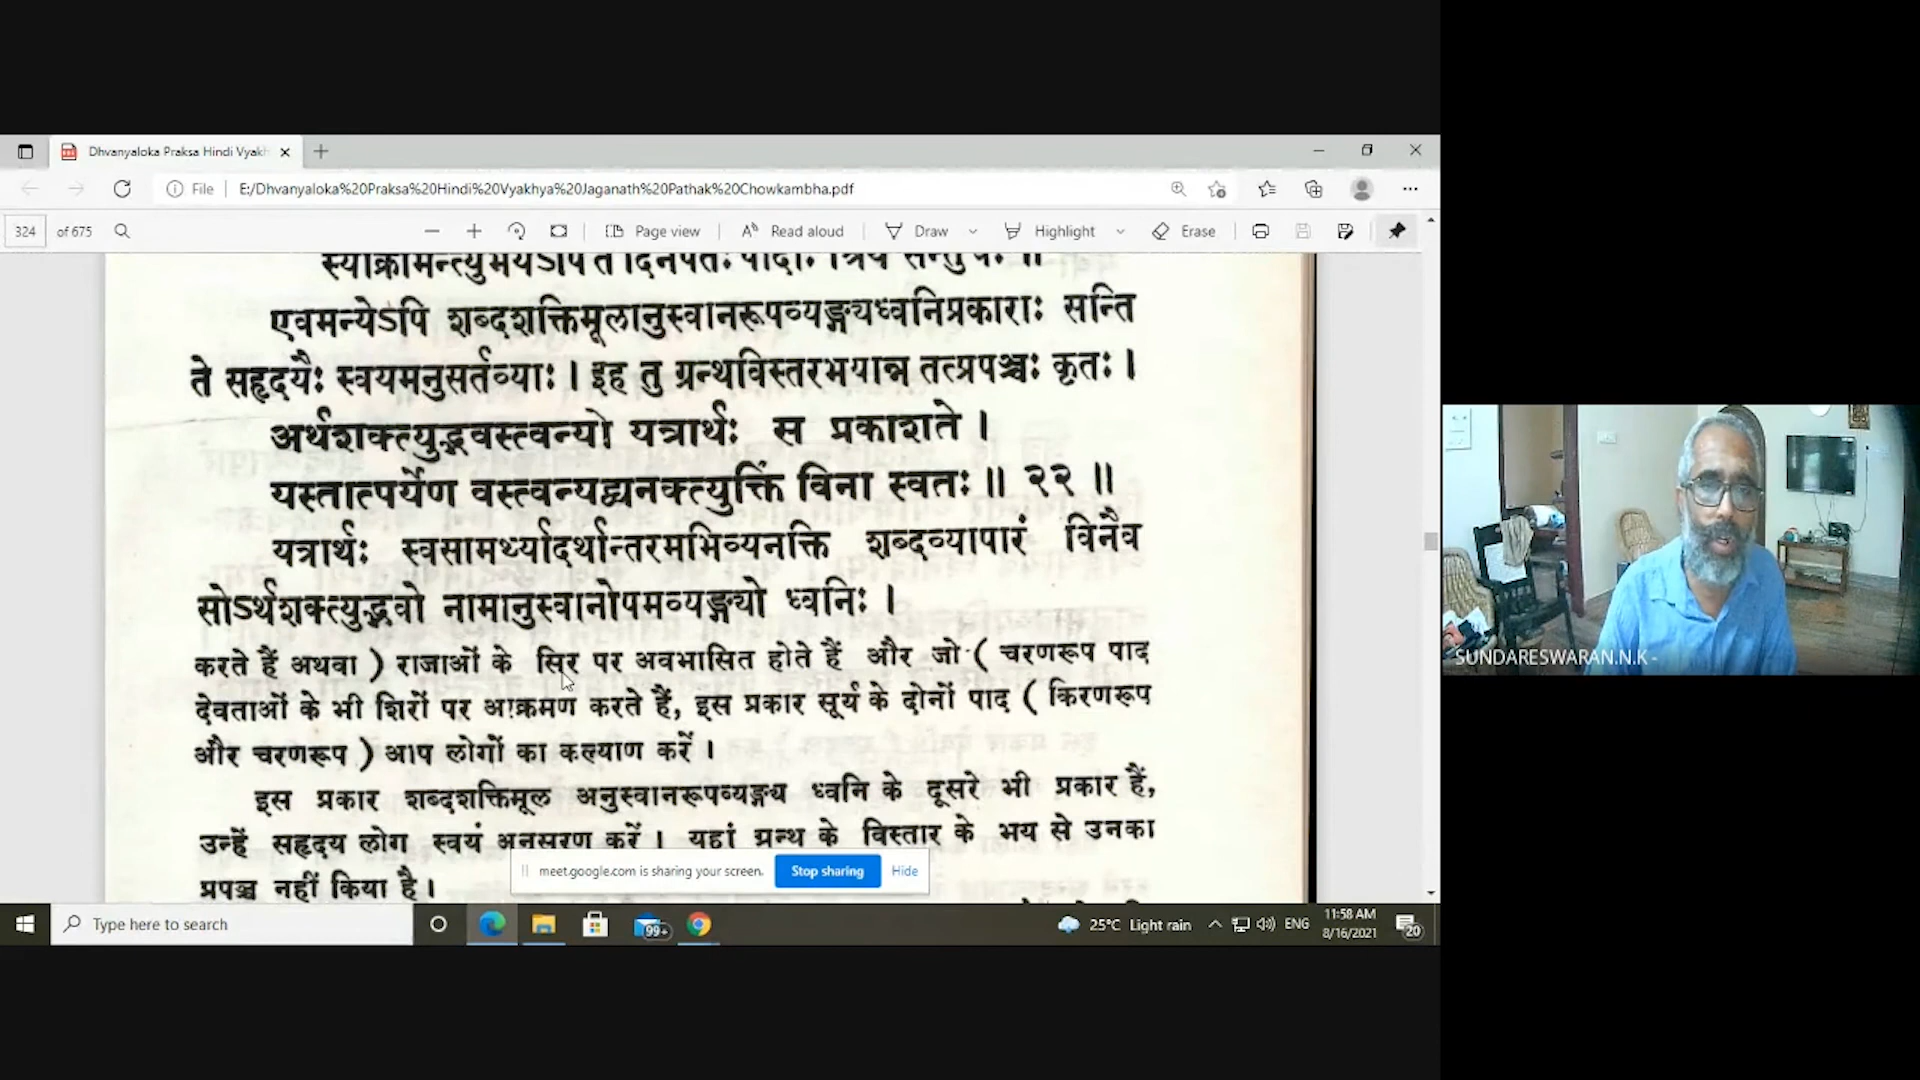 Dhvanyaloka Praksa Hindi Vyakh
File E:/Dhvanyaloka%20Praksa%20Hindi%20Vyakhya%20Jaganath%20Pathak%20Chowkambha.pdf
324 of 675 Page view Read aloud Draw Highlight Erase
एवमन्येऽपि शब्दशक्तिमूलानुस्वानरूपव्यङ्ग्यध्वनिप्रकाराः सन्ति
ते सहृदयैः स्वयमनुसर्तव्याः । इह तु ग्रन्थविस्तरभयान्न तत्प्रपञ्चः कृतः ।
अर्थशक्त्युद्भवस्त्वन्यो यत्रार्थः स प्रकाशते ।
यस्तात्पर्येण वस्त्वन्यद्व्यनक्त्युक्तिं विना स्वतः ॥ २२ ॥
यत्रार्थः स्वसामर्थ्यादर्थान्तरमभिव्यनक्ति शब्दव्यापारं विनैव
सोऽर्थशक्त्युद्भवो नामानुस्वानोपमव्यङ्ग्यो ध्वनिः ।
करते हैं अथवा ) राजाओं के सिर पर अवभासित होते हैं और जो ( चरणरूप पाद
देवताओं के भी शिरों पर आक्रमण करते हैं, इस प्रकार सूर्य के दोनों पाद ( किरणरूप
और चरणरूप ) आप लोगों का कल्याण करें ।
इस प्रकार शब्दशक्तिमूल अनुस्वानरूपव्यङ्ग्य ध्वनि के दूसरे भी प्रकार हैं,
उन्हें सहृदय लोग स्वयं अनुसरण करें । यहां ग्रन्थ के विस्तार के भय से उनका
प्रपञ्च नहीं किया है ।
meet.google.com is sharing your screen. Stop sharing Hide
Type here to search
99+
25°C Light rain
ENG
11:58 AM
8/16/2021
20
SUNDARESWARAN.N.K -